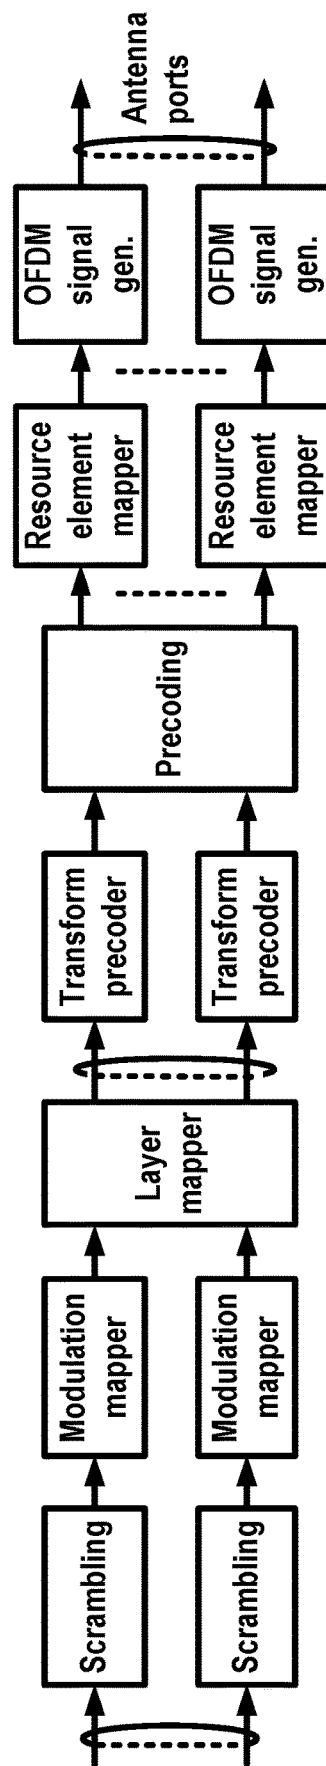 Scrambling
Scrambling
Modulation
mapper
Modulation
mapper
Layer
mapper
Transform
precoder
Transform
precoder
Precoding
Resource
element
mapper
Resource
element
mapper
OFDM
signal
gen.
OFDM
signal
gen.
Antenna
ports